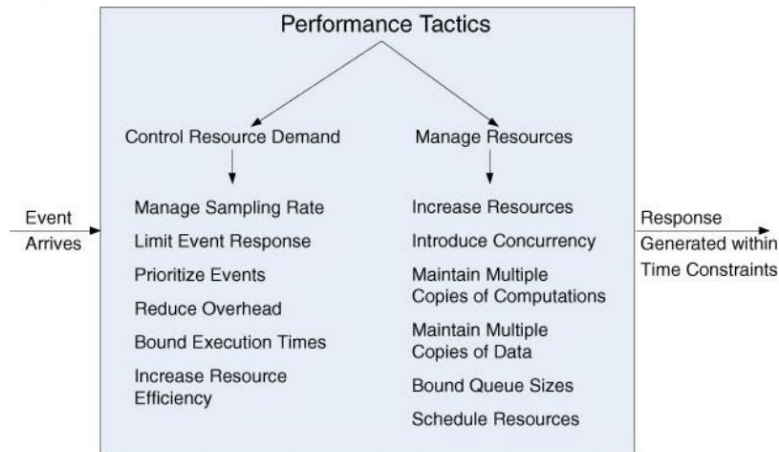 Performance Tactics
Control Resource Demand
Manage Resources
Event
Arrives
Manage Sampling Rate
Limit Event Response
Prioritize Events
Reduce Overhead
Bound Execution Times
Increase Resource
Efficiency
Increase Resources
Introduce Concurrency
Maintain Multiple
Copies of Computations
Maintain Multiple
Copies of Data
Bound Queue Sizes
Schedule Resources
Response
Generated within
Time Constraints